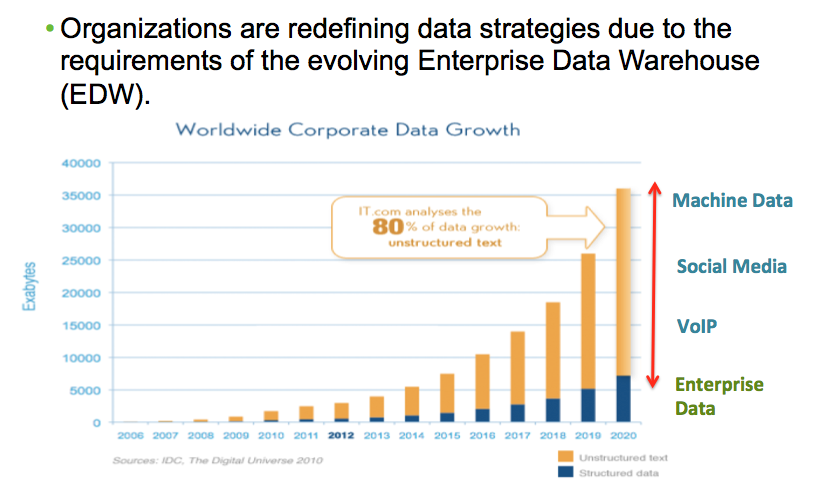 • Organizations are redefining data strategies due to the
requirements of the evolving Enterprise Data Warehouse
(EDW).
Worldwide Corporate Data Growth
40000
35000
30000
25000
20000
15000
10000
5000
0
Exabytes
IT.com analyses the
80% of data growth:
unstructured text
Machine Data
Social Media
VoIP
Enterprise
Data
2006 2007 2008 2009 2010 2011 2012 2013 2014 2015 2016 2017 2018 2019 2020
Sources: IDC, The Digital Universe 2010
Unstructured text
Structured data